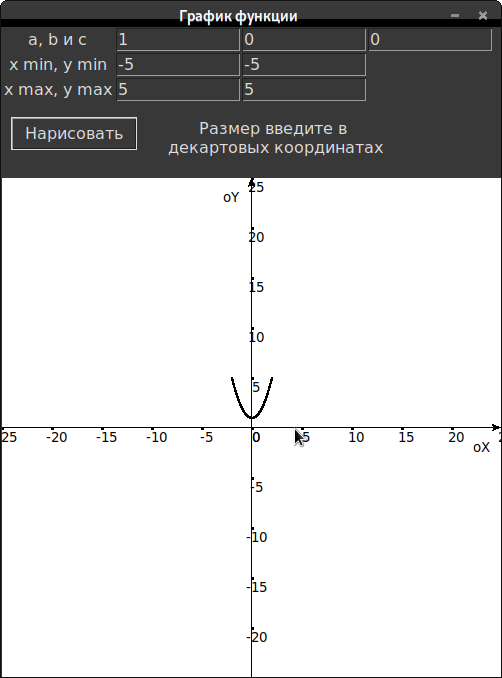 График функции
a, b и c 1 0 0
x min, y min -5 -5
x max, y max 5 5
Нарисовать
Размер введите в
декартовых координатах
25
oY
20
15
10
5
25 -20 -15 -10 -5 0 5 10 15 20
oX
-5
-10
-15
-20